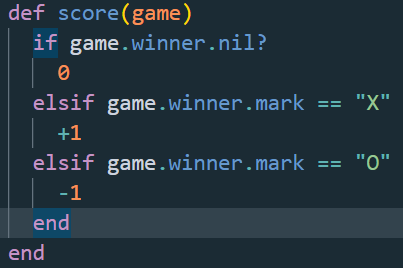 def score(game)
  if game.winner.nil?
    0
  elsif game.winner.mark == "X"
    +1
  elsif game.winner.mark == "O"
    -1
  end
end